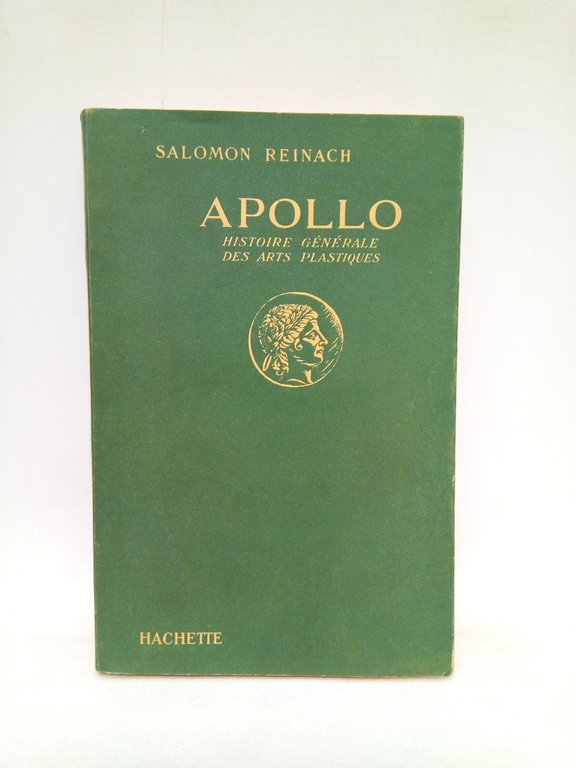 SALOMON REINACH
APOLLO
HISTOIRE GÉNÉRALE
DES ARTS PLASTIQUES
HACHETTE